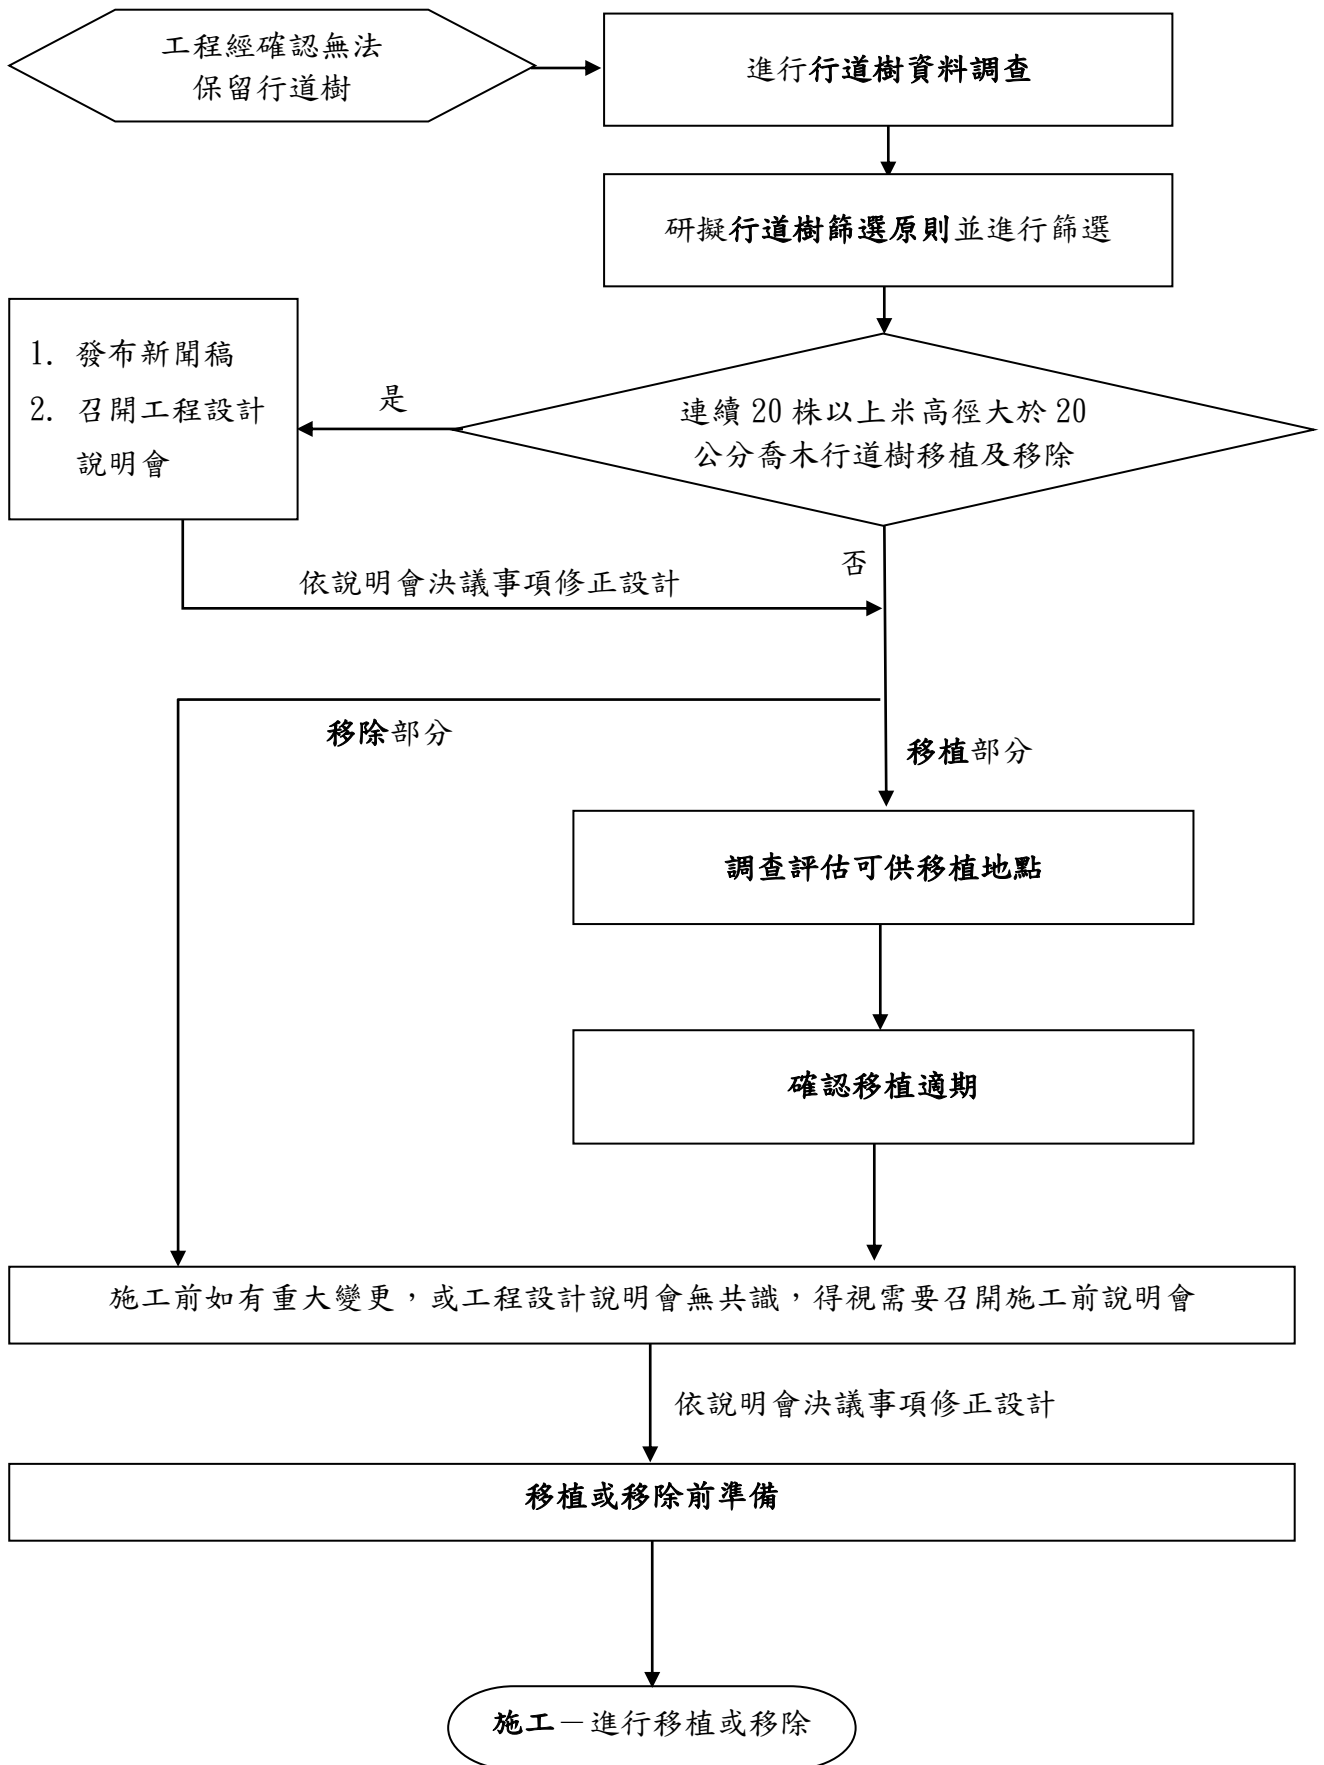 工程經確認無法
保留行道樹
進行行道樹資料調查
研擬行道樹篩選原則並進行篩選
1. 發布新聞稿
2. 召開工程設計
說明會
是
連續 20 株以上米高徑大於 20
公分喬木行道樹移植及移除
否
依說明會決議事項修正設計
移除部分
移植部分
調查評估可供移植地點
確認移植適期
施工前如有重大變更，或工程設計說明會無共識，得視需要召開施工前說明會
依說明會決議事項修正設計
移植或移除前準備
施工－進行移植或移除